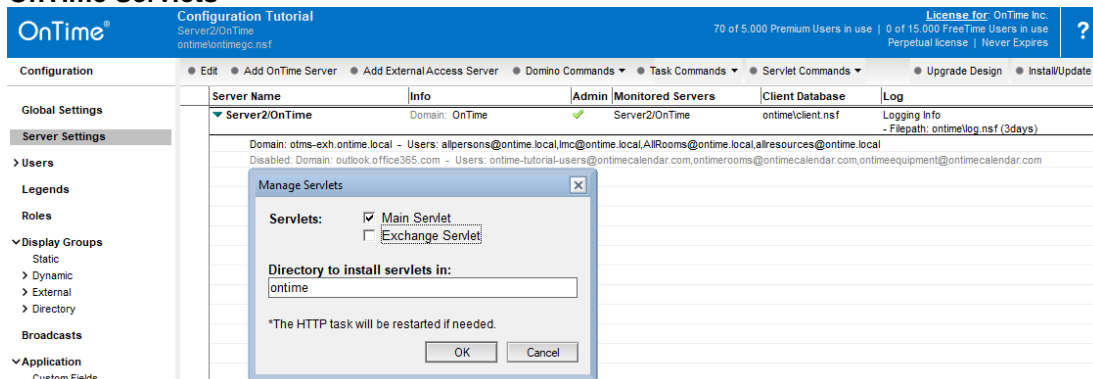 OnTime Servlets
OnTime®
Configuration Tutorial
Server2/OnTime
ontime\ontimegc.nsf
License for: OnTime Inc.
70 of 5.000 Premium Users in use | 0 of 15.000 FreeTime Users in use
Perpetual license | Never Expires
?
Configuration
Edit Add OnTime Server Add External Access Server Domino Commands Task Commands Servlet Commands Upgrade Design Install/Update
Global Settings
Server Settings
Users
Legends
Roles
Display Groups
Static
Dynamic
External
Directory
Broadcasts
Application
Custom Fields
Server Name Info Admin Monitored Servers Client Database Log
Server2/OnTime Domain: OnTime Server2/OnTime ontime\client.nsf Logging Info
- Filepath: ontime\log.nsf (3days)
Domain: otms-exh.ontime.local - Users: allpersons@ontime.local,lmc@ontime.local,AllRooms@ontime.local,allresources@ontime.local
Disabled: Domain: outlook.office365.com - Users: ontime-tutorial-users@ontimecalendar.com,ontimerooms@ontimecalendar.com,ontimeequipment@ontimecalendar.com
Manage Servlets
Servlets: Main Servlet
Exchange Servlet
Directory to install servlets in:
ontime
*The HTTP task will be restarted if needed.
OK Cancel